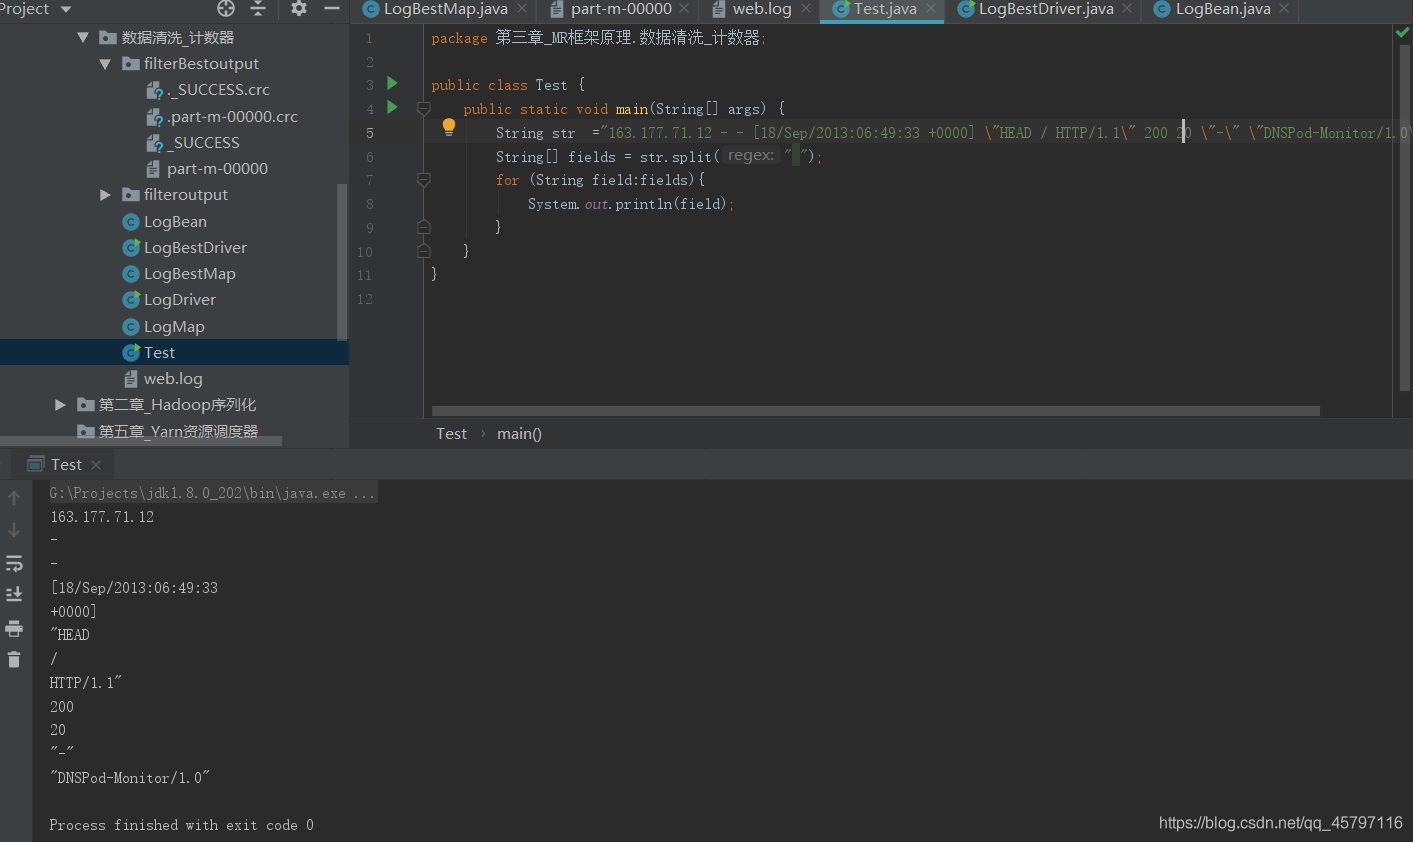 Project
LogBestMap.java
part-m-00000
web.log
Test.java
LogBestDriver.java
LogBean.java
数据清洗_计数器
filterBestoutput
._SUCCESS.crc
.part-m-00000.crc
_SUCCESS
part-m-00000
filteroutput
LogBean
LogBestDriver
LogBestMap
LogDriver
LogMap
Test
web.log
第二章_Hadoop序列化
第五章_Yarn资源调度器
1 package 第三章_MR框架原理.数据清洗_计数器;
2
3 public class Test {
4 public static void main(String[] args) {
5 String str ="163.177.71.12 - - [18/Sep/2013:06:49:33 +0000] \"HEAD / HTTP/1.1\" 200 20 \"-\" \"DNSPod-Monitor/1.0\
6 String[] fields = str.split( regex: " ");
7 for (String field:fields){
8 System.out.println(field);
9 }
10 }
11 }
12
Test › main()
Test
G:\Projects\jdk1.8.0_202\bin\java.exe ...
163.177.71.12
-
-
[18/Sep/2013:06:49:33
+0000]
"HEAD
/
HTTP/1.1"
200
20
"-"
"DNSPod-Monitor/1.0"
Process finished with exit code 0
https://blog.csdn.net/qq_45797116